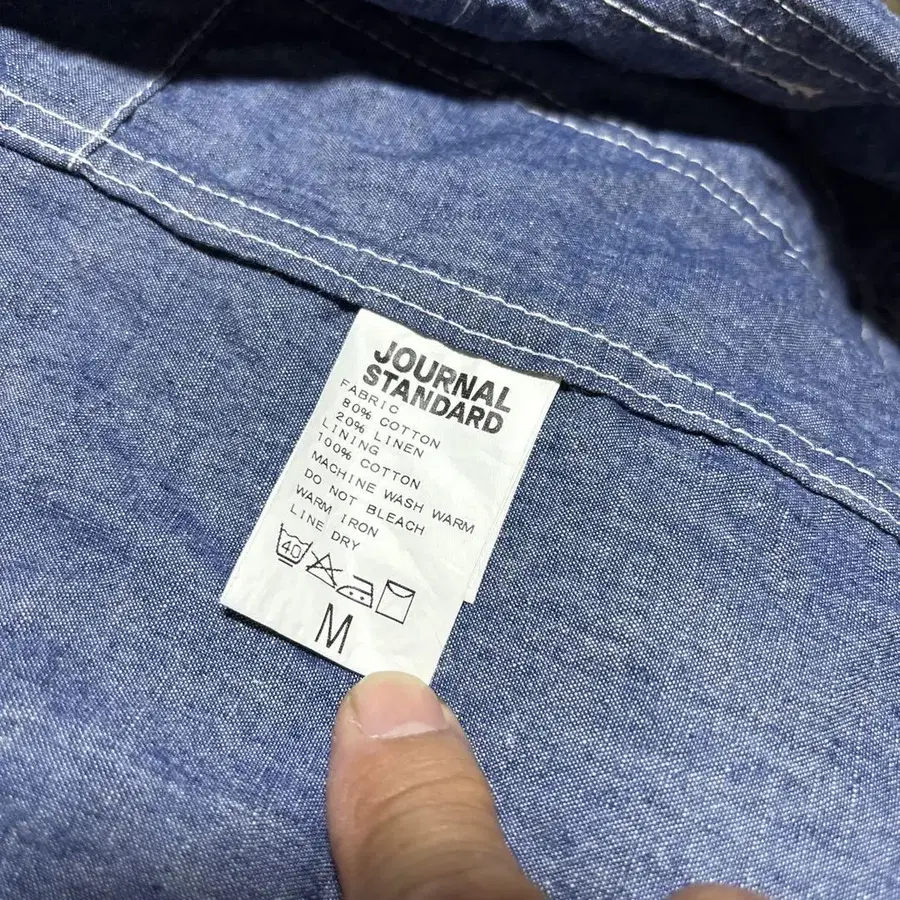 JOURNAL
STANDARD
FABRIC
80% COTTON
20% LINEN
LINING
100% COTTON
MACHINE WASH WARM
DO NOT BLEACH
WARM IRON
LINE DRY
40
M